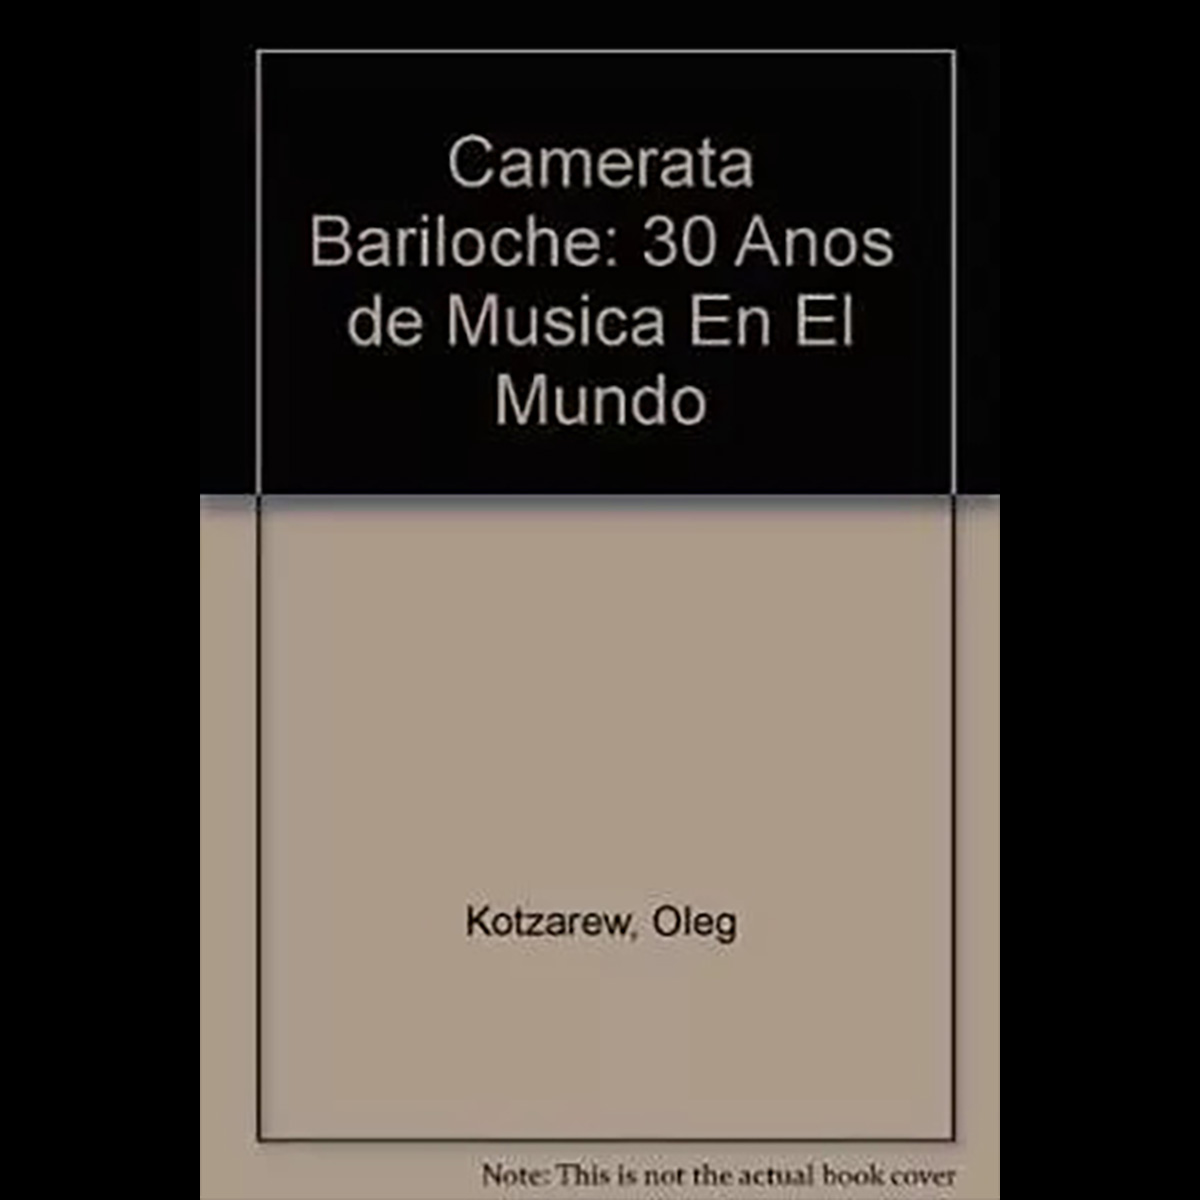 Camerata
Bariloche: 30 Anos
de Musica En El
Mundo
Kotzarew, Oleg
Note: This is not the actual book cover